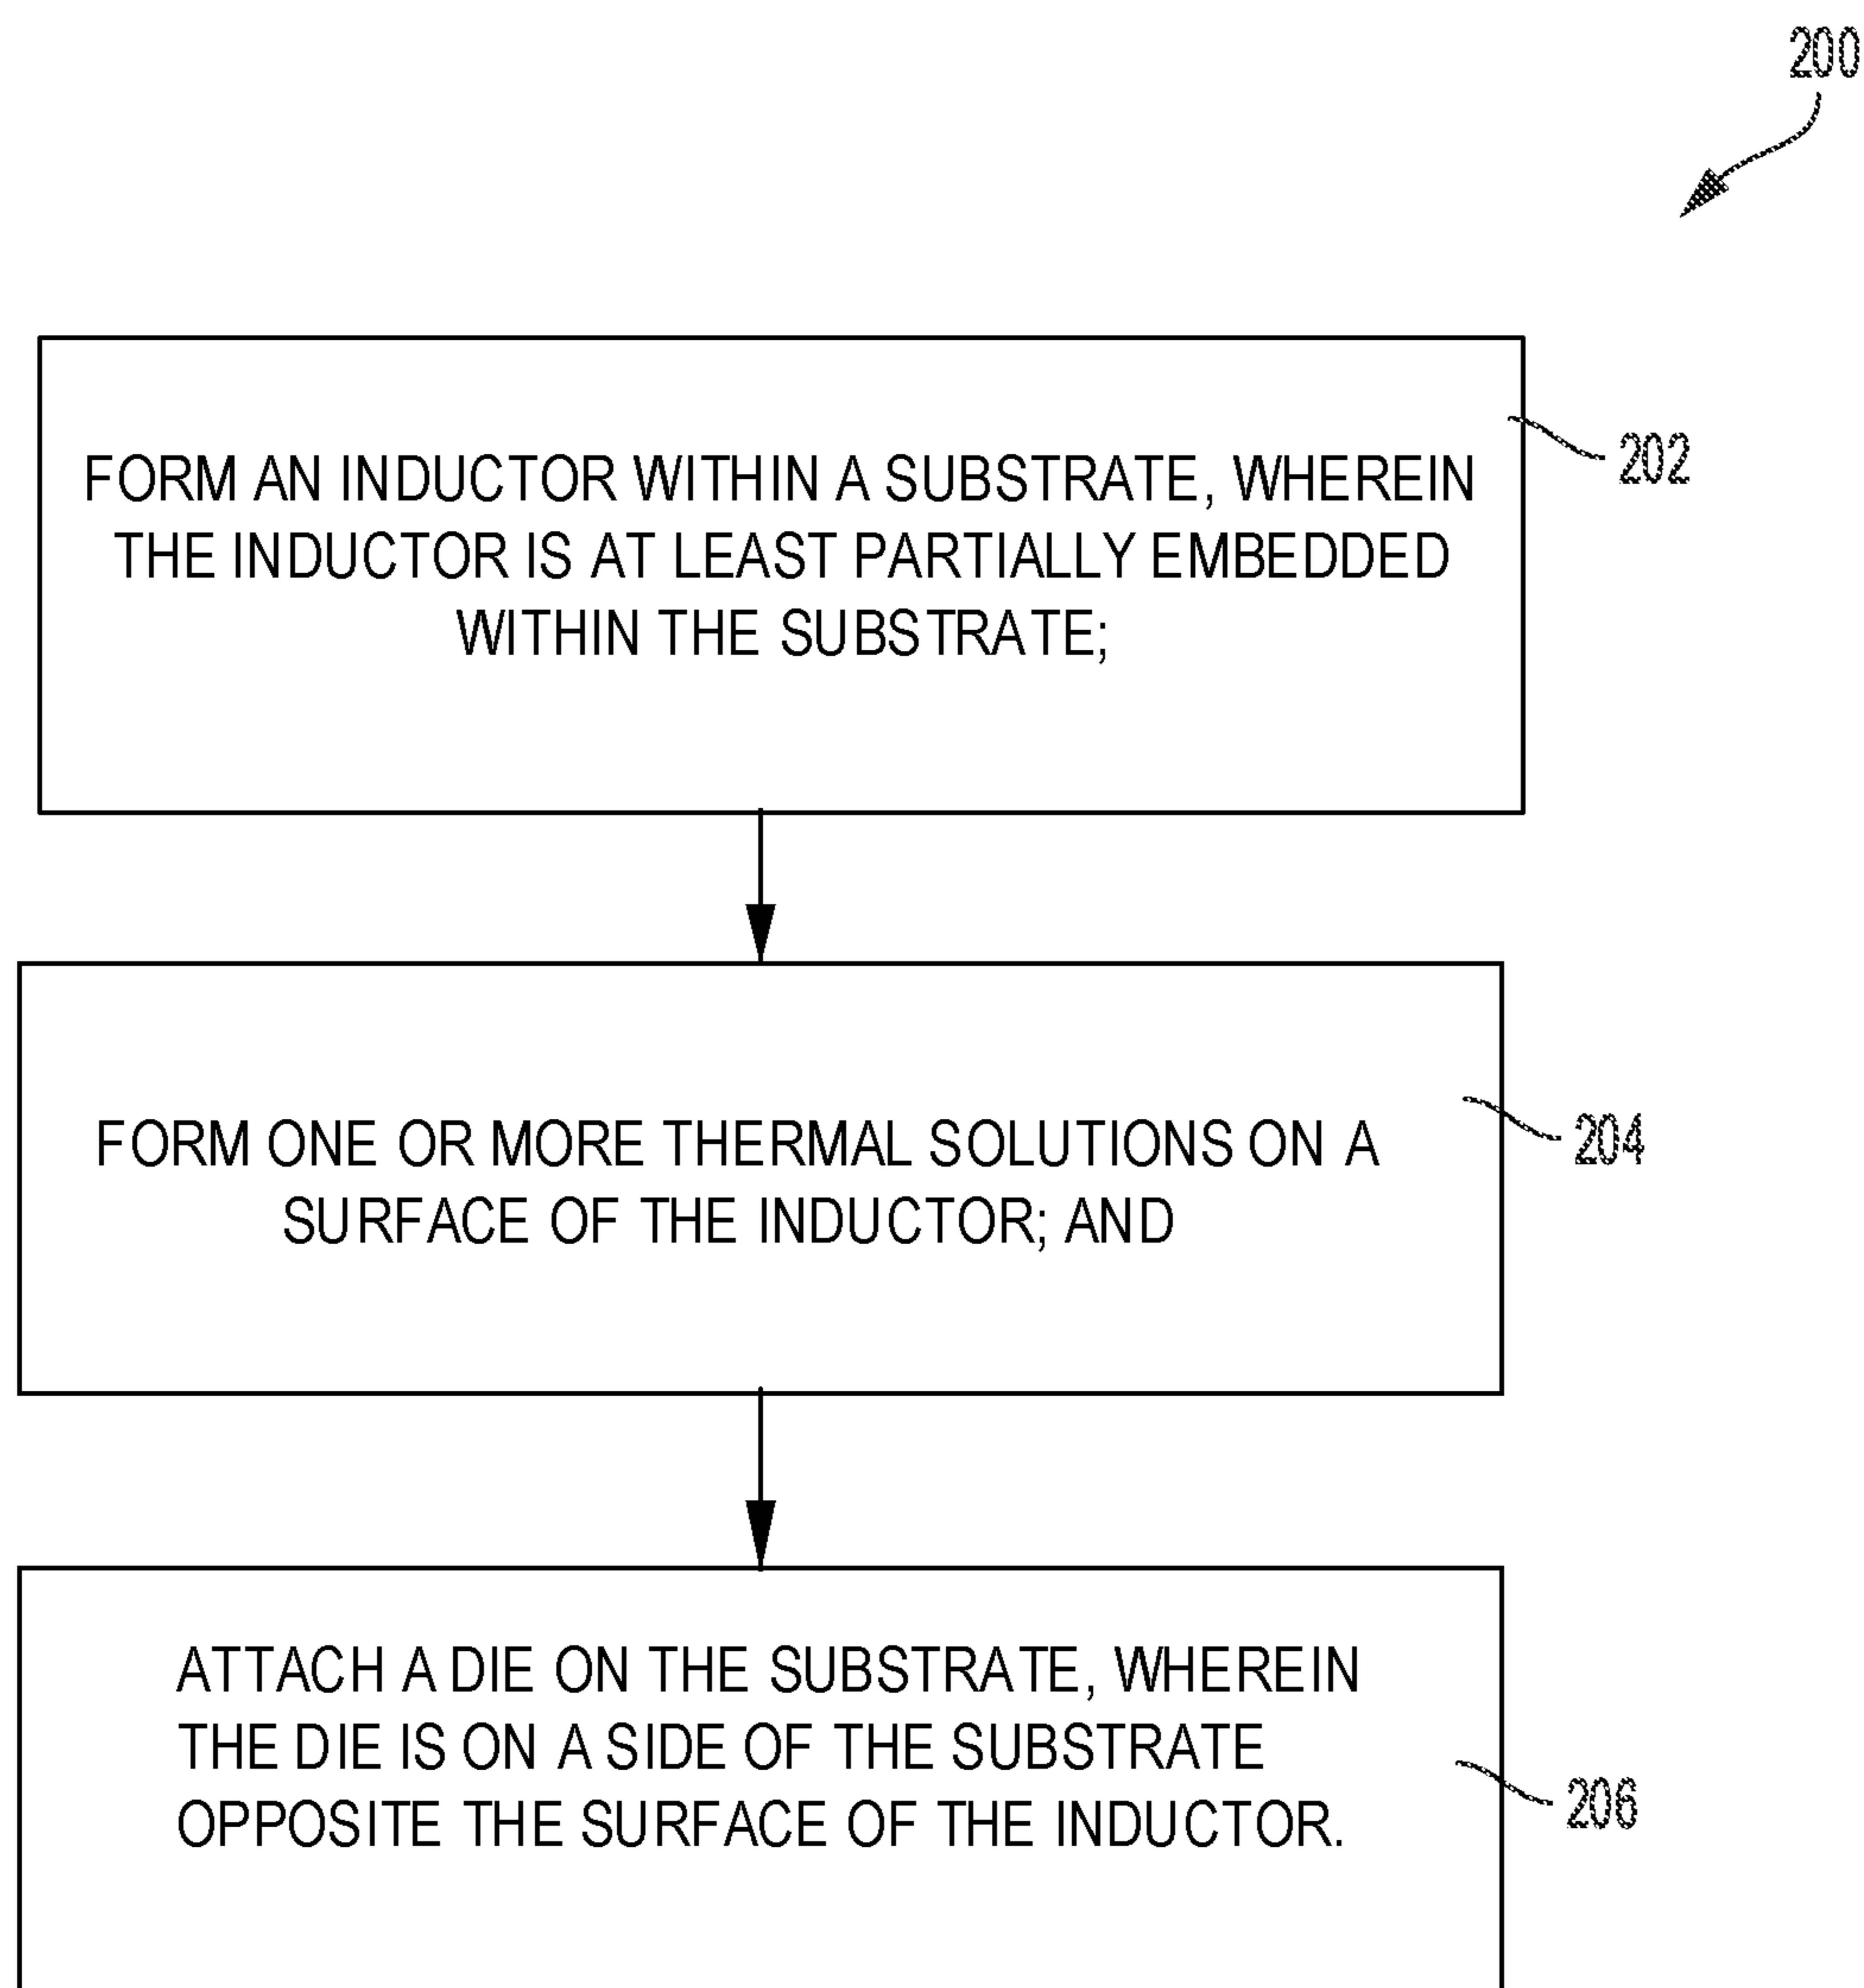 200
FORM AN INDUCTOR WITHIN A SUBSTRATE, WHEREIN
THE INDUCTOR IS AT LEAST PARTIALLY EMBEDDED
WITHIN THE SUBSTRATE;
202
FORM ONE OR MORE THERMAL SOLUTIONS ON A
SURFACE OF THE INDUCTOR; AND
204
ATTACH A DIE ON THE SUBSTRATE, WHEREIN
THE DIE IS ON A SIDE OF THE SUBSTRATE
OPPOSITE THE SURFACE OF THE INDUCTOR.
206